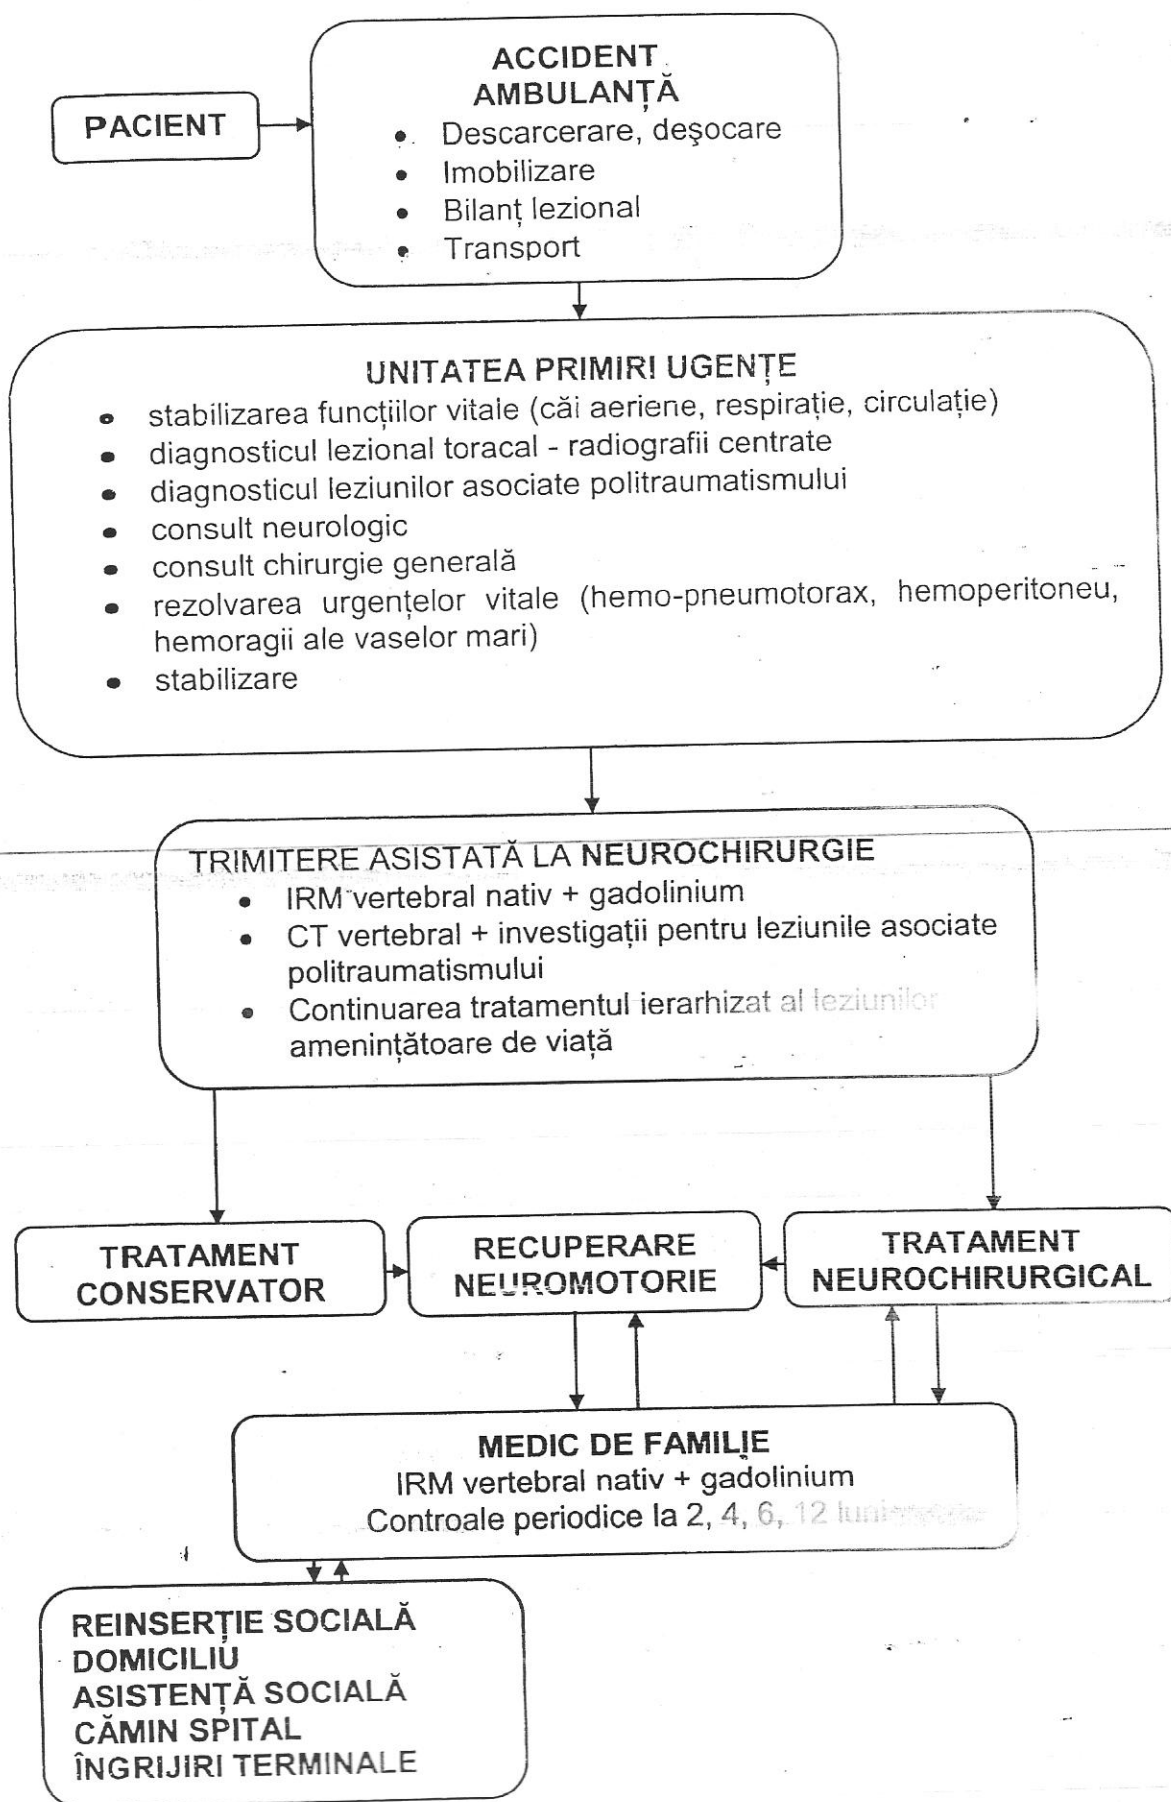 ACCIDENT
AMBULANȚĂ
PACIENT
• Descarcerare, deșocare
• Imobilizare
• Bilanț lezional
• Transport
UNITATEA PRIMIRI UGENȚE
• stabilizarea funcțiilor vitale (căi aeriene, respirație, circulație)
• diagnosticul lezional toracal - radiografii centrate
• diagnosticul leziunilor asociate politraumatismului
• consult neurologic
• consult chirurgie generală
• rezolvarea urgențelor vitale (hemo-pneumotorax, hemoperitoneu,
hemoragii ale vaselor mari)
• stabilizare
TRIMITERE ASISTATĂ LA NEUROCHIRURGIE
• IRM vertebral nativ + gadolinium
• CT vertebral + investigații pentru leziunile asociate
politraumatismului
• Continuarea tratamentul ierarhizat al leziunilor
amenințătoare de viață
TRATAMENT
CONSERVATOR
RECUPERARE
NEUROMOTORIE
TRATAMENT
NEUROCHIRURGICAL
MEDIC DE FAMILIE
IRM vertebral nativ + gadolinium
Controale periodice la 2, 4, 6, 12 luni
REINSERȚIE SOCIALĂ
DOMICILIU
ASISTENȚĂ SOCIALĂ
CĂMIN SPITAL
ÎNGRIJIRI TERMINALE